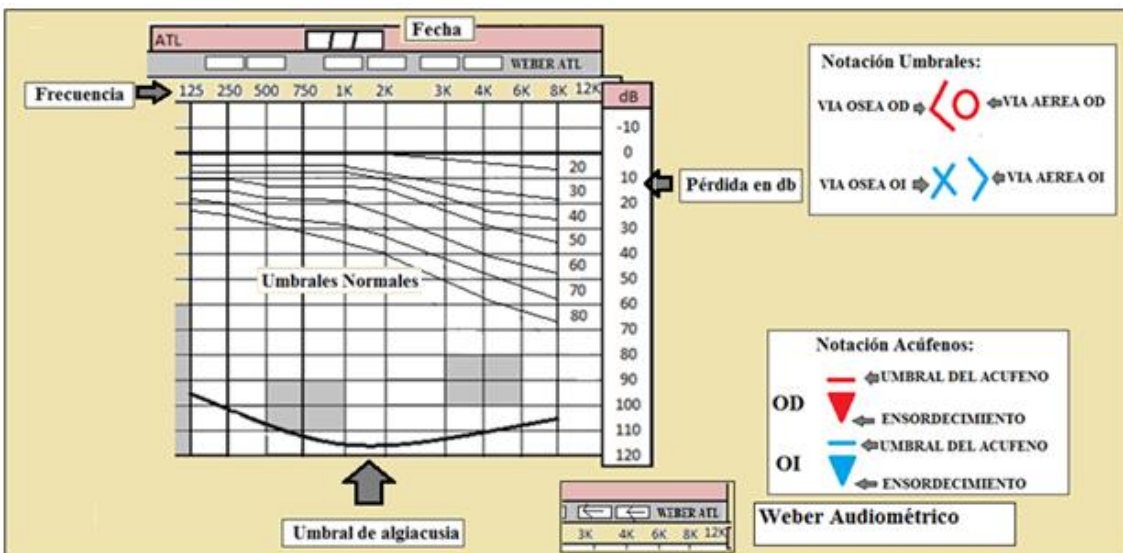 Fecha
ATL
WEBER ATL
Frecuencia
125 250 500 750 1K 2K 3K 4K 6K 8K 12K
dB
-10
0
10
20
30
40
50
60
70
80
90
100
110
120
20
30
40
50
60
70
80
Umbrales Normales
Pérdida en db
Umbral de algiacusia
Notación Umbrales:
VIA OSEA OD
VIA AEREA OD
VIA OSEA OI
VIA AEREA OI
Notación Acúfenos:
OD
UMBRAL DEL ACUFENO
ENSORDECIMIENTO
OI
UMBRAL DEL ACUFENO
ENSORDECIMIENTO
WEBER ATL
3K 4K 6K 8K 12K
Weber Audiométrico